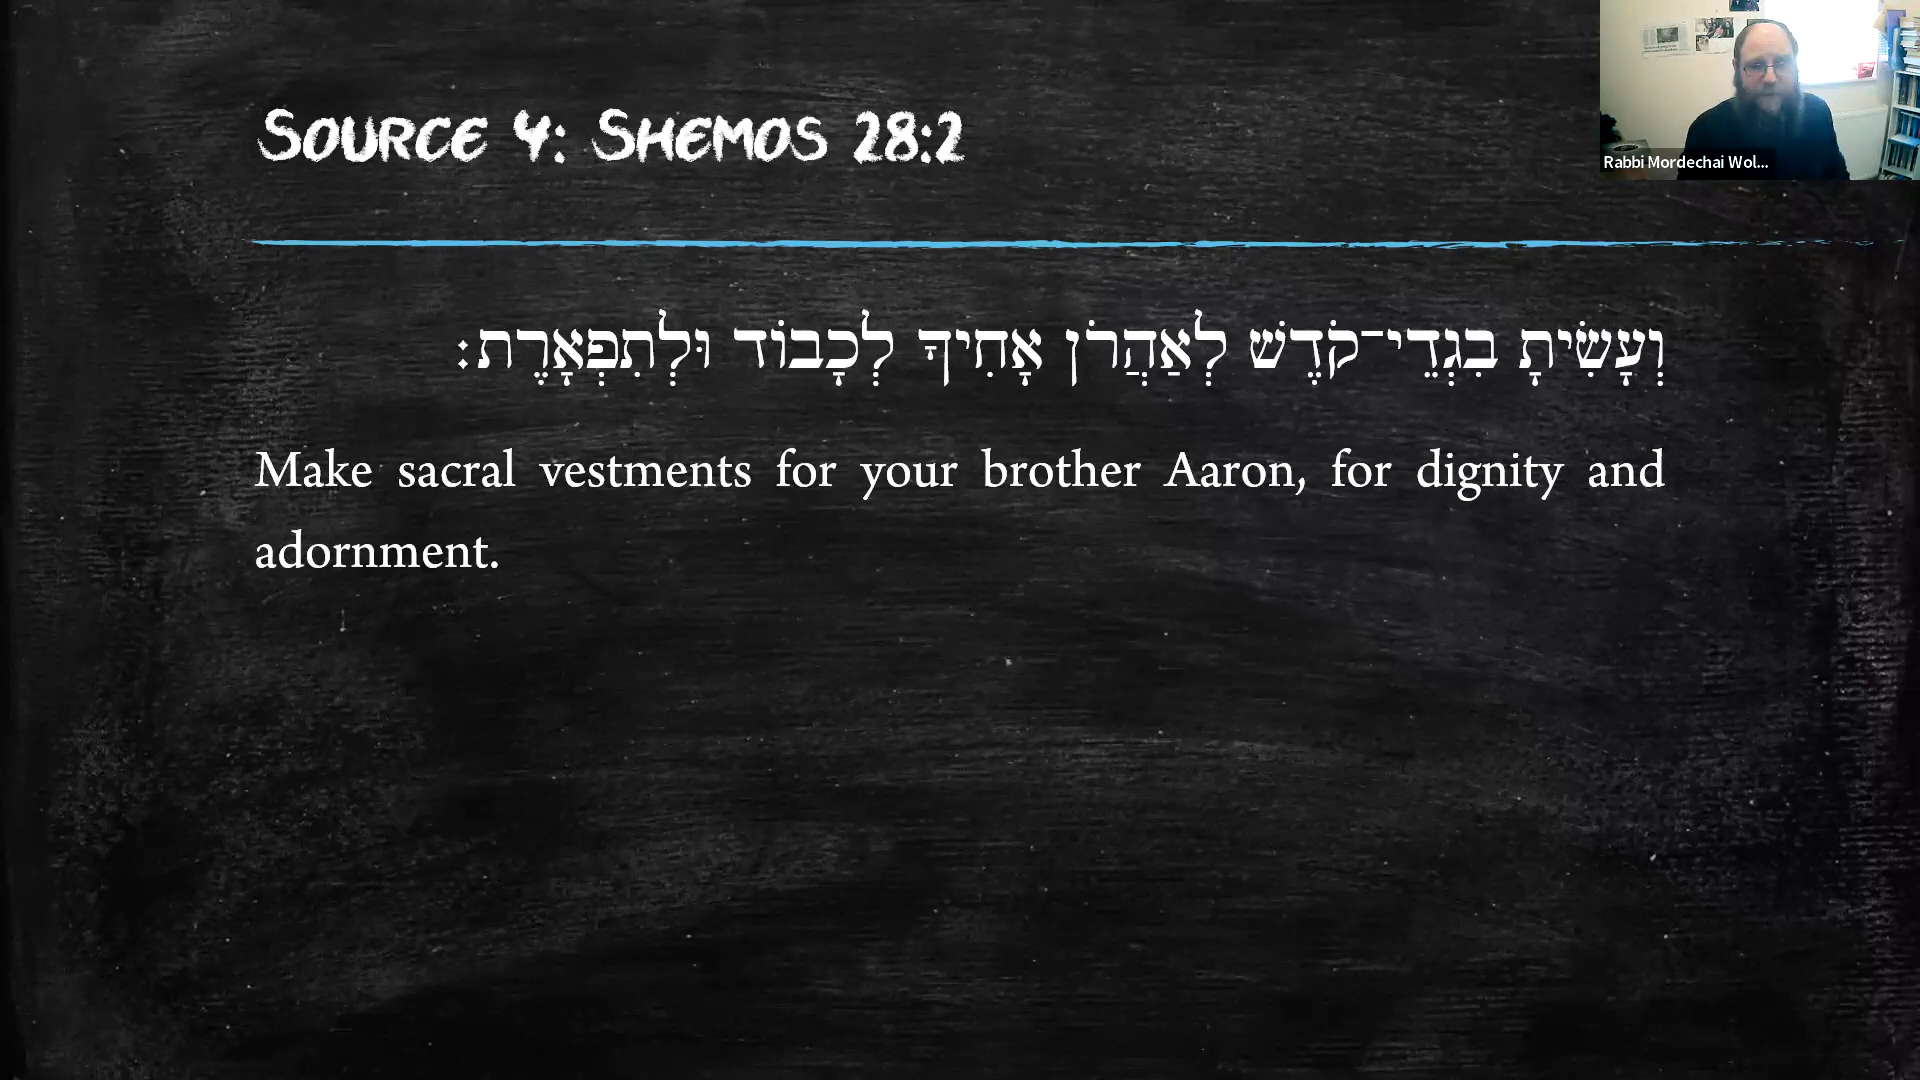 Source 4: Shemos 28:2
Rabbi Mordechai Wol...
וְעָשִׂיתָ בִגְדֵי־קֹדֶשׁ לְאַהֲרֹן אָחִיךָ לְכָבוֹד וּלְתִפְאָרֶת׃
Make sacral vestments for your brother Aaron, for dignity and
adornment.